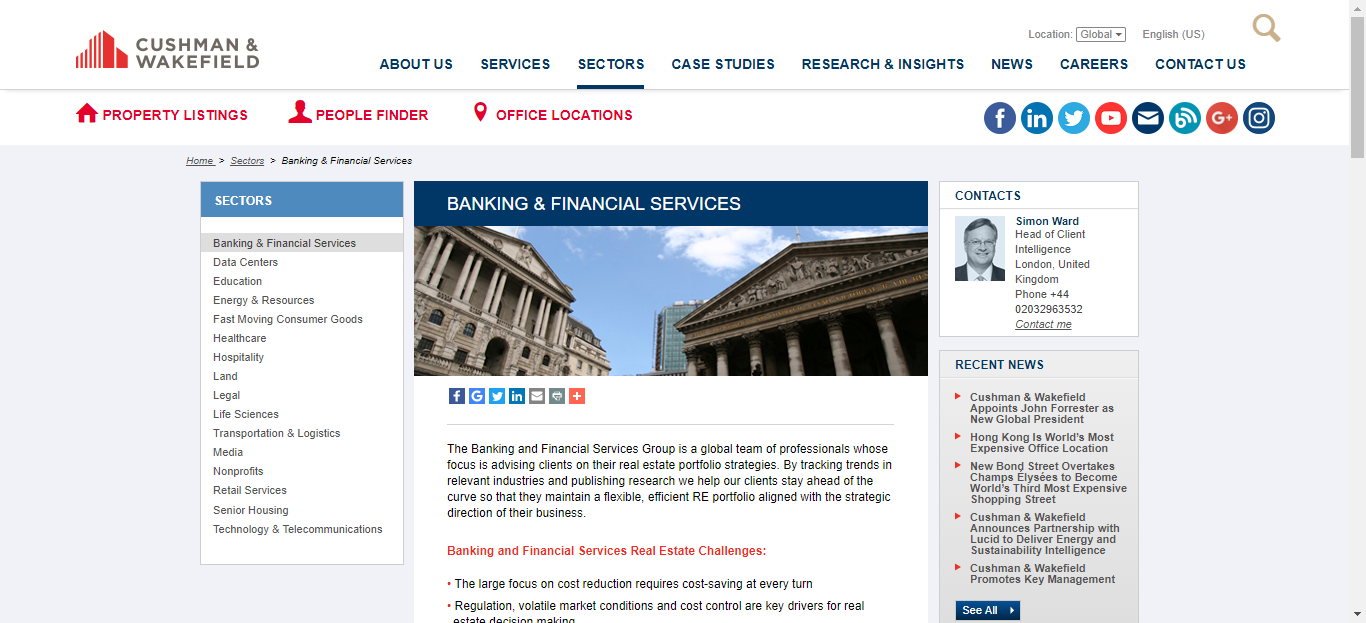 CUSHMAN &
WAKEFIELD
Location: Global
English (US)
ABOUT US
SERVICES
SECTORS
CASE STUDIES
RESEARCH & INSIGHTS
NEWS
CAREERS
CONTACT US
PROPERTY LISTINGS
PEOPLE FINDER
OFFICE LOCATIONS
Home > Sectors > Banking & Financial Services
SECTORS
Banking & Financial Services
Data Centers
Education
Energy & Resources
Fast Moving Consumer Goods
Healthcare
Hospitality
Land
Legal
Life Sciences
Transportation & Logistics
Media
Nonprofits
Retail Services
Senior Housing
Technology & Telecommunications
BANKING & FINANCIAL SERVICES
The Banking and Financial Services Group is a global team of professionals whose
focus is advising clients on their real estate portfolio strategies. By tracking trends in
relevant industries and publishing research we help our clients stay ahead of the
curve so that they maintain a flexible, efficient RE portfolio aligned with the strategic
direction of their business.
Banking and Financial Services Real Estate Challenges:
• The large focus on cost reduction requires cost-saving at every turn
• Regulation, volatile market conditions and cost control are key drivers for real
estate decision making
CONTACTS
Simon Ward
Head of Client
Intelligence
London, United
Kingdom
Phone +44
02032963532
Contact me
RECENT NEWS
Cushman & Wakefield
Appoints John Forrester as
New Global President
Hong Kong Is World's Most
Expensive Office Location
New Bond Street Overtakes
Champs Élysées to Become
World's Third Most Expensive
Shopping Street
Cushman & Wakefield
Announces Partnership with
Lucid to Deliver Energy and
Sustainability Intelligence
Cushman & Wakefield
Promotes Key Management
See All